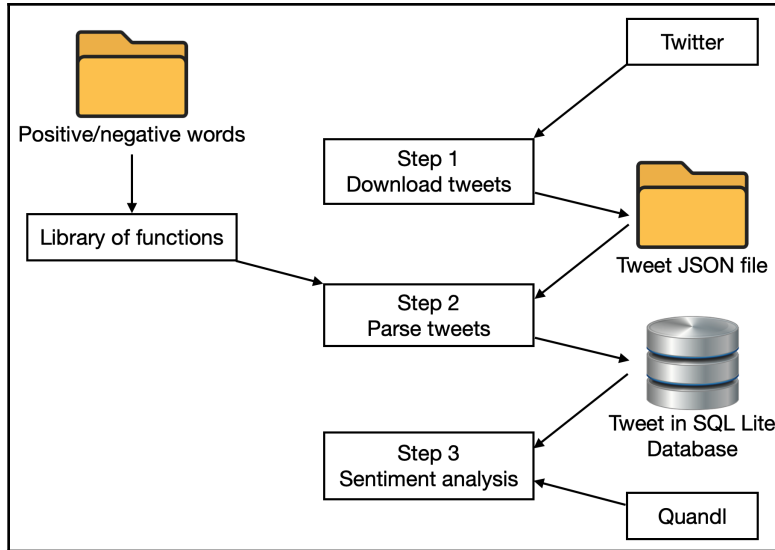 Twitter
Positive/negative words
Step 1
Download tweets
Library of functions
Tweet JSON file
Step 2
Parse tweets
Tweet in SQL Lite
Database
Step 3
Sentiment analysis
Quandl